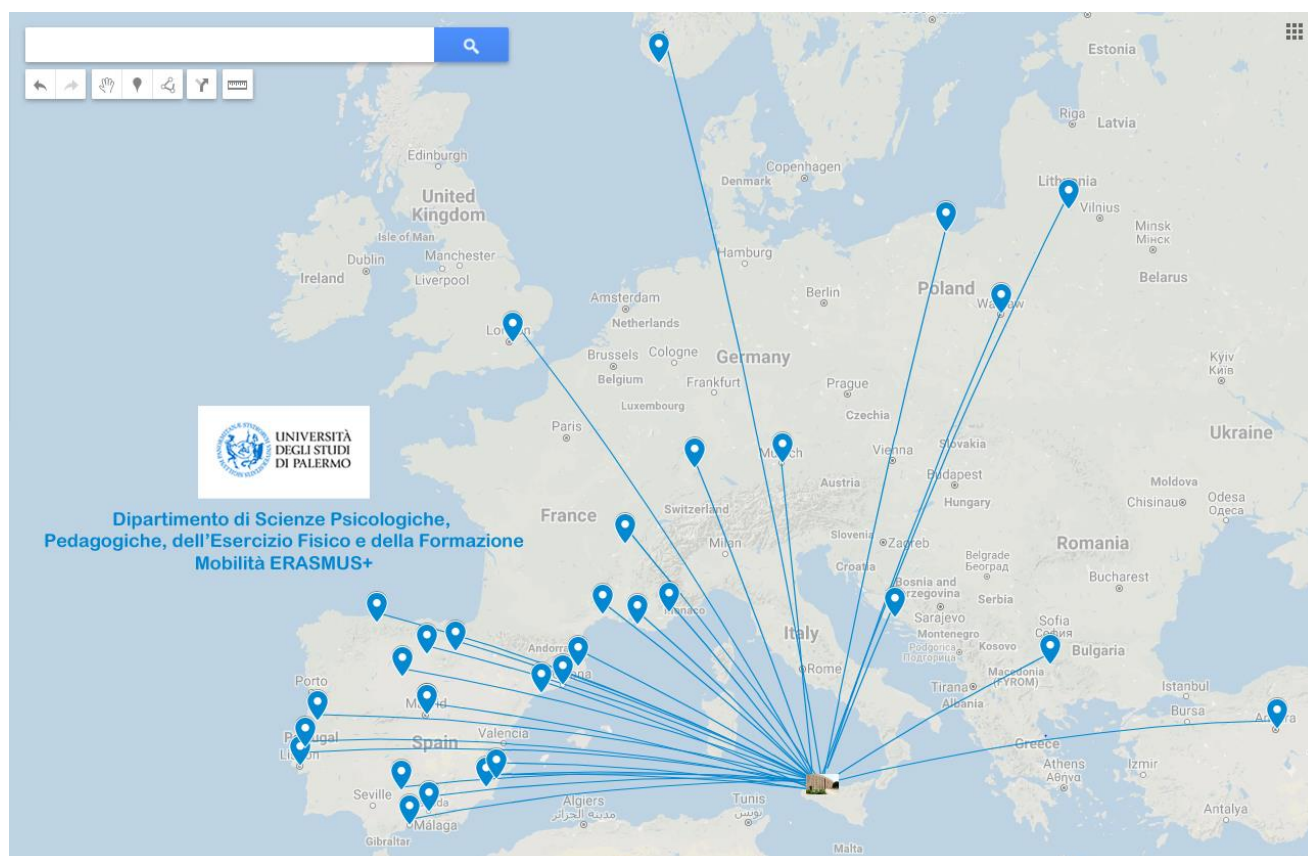 Estonia
Riga
Latvia
Edinburgh
Copenhagen
Denmark
United
Kingdom
Isle of Man
Vilnius
Minsk
Мінск
Dublin
Manchester
Hamburg
Ireland
Liverpool
Belarus
Amsterdam
Berlin
Poland
Netherlands
Brussels
Cologne
Germany
Kyiv
Київ
Belgium
Frankfurt
Prague
Luxembourg
Czechia
UNIVERSITÀ
DEGLI STUDI
DI PALERMO
Paris
Ukraine
Vienna
Slovakia
Budapest
Austria
Moldova
Hungary
Chisinau
Odesa
Одеса
Dipartimento di Scienze Psicologiche,
Pedagogiche, dell'Esercizio Fisico e della Formazione
Mobilità ERASMUS+
France
Switzerland
Milan
Slovenia
Zagreb
Romania
Croatia
Belgrade
Београд
Bosnia and
Serbia
Bucharest
Sarajevo
Monaco
Italy
Montenegro
Kosovo
Sofia
София
Podgorica
Подгорица
Bulgaria
Andorra
Rome
Macedonia
(FYROM)
Tirana
Albania
Istanbul
Bursa
Porto
Valencia
Spain
Greece
Athens
Αθήνα
Izmir
Seville
Algiers
مدينة الجزائر
Tunis
تونس
Antalya
Málaga
Gibraltar
Malta